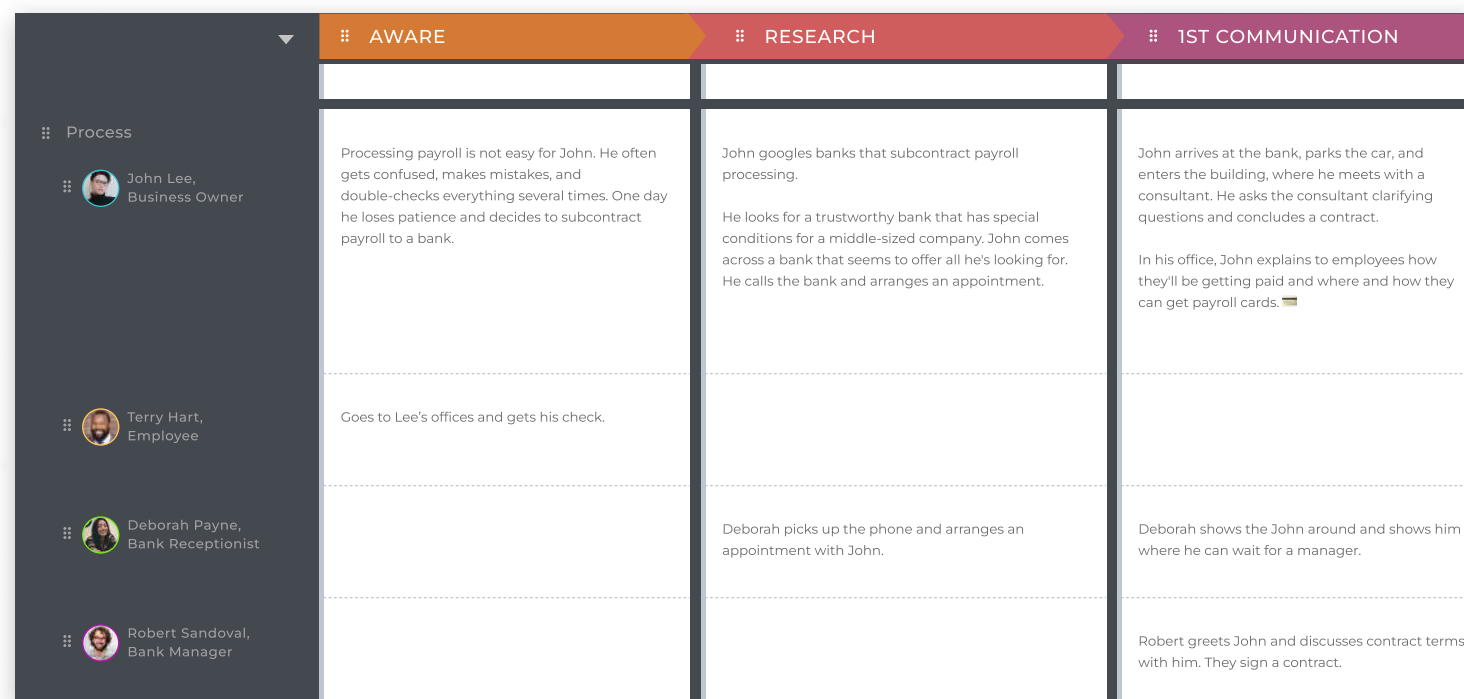 AWARE
RESEARCH
1ST COMMUNICATION
Process
John Lee,
Business Owner
Processing payroll is not easy for John. He often
gets confused, makes mistakes, and
double-checks everything several times. One day
he loses patience and decides to subcontract
payroll to a bank.
John googles banks that subcontract payroll
processing.
He looks for a trustworthy bank that has special
conditions for a middle-sized company. John comes
across a bank that seems to offer all he's looking for.
He calls the bank and arranges an appointment.
John arrives at the bank, parks the car, and
enters the building, where he meets with a
consultant. He asks the consultant clarifying
questions and concludes a contract.
In his office, John explains to employees how
they'll be getting paid and where and how they
can get payroll cards.
Terry Hart,
Employee
Goes to Lee’s offices and gets his check.
Deborah Payne,
Bank Receptionist
Deborah picks up the phone and arranges an
appointment with John.
Deborah shows the John around and shows him
where he can wait for a manager.
Robert Sandoval,
Bank Manager
Robert greets John and discusses contract terms
with him. They sign a contract.